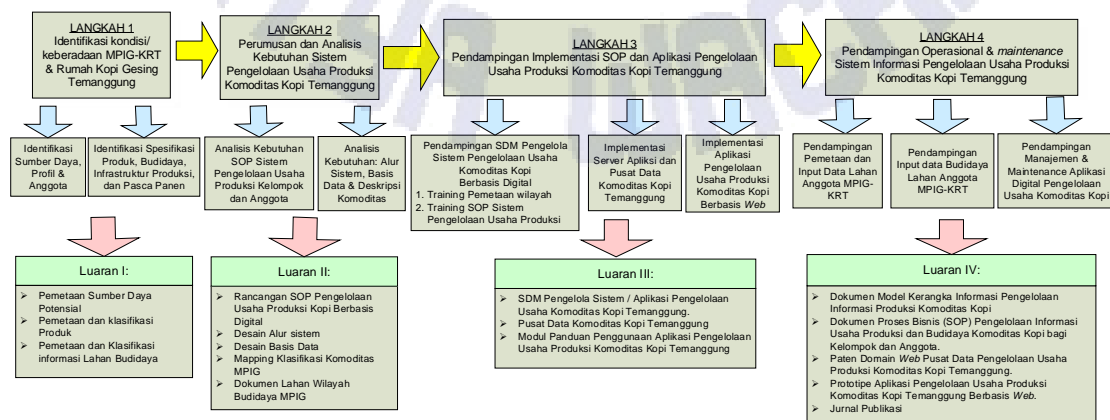 LANGKAH 1
Identifikasi kondisi/
keberadaan MPIG-KRT
& Rumah Kopi Gesing
Temanggung
LANGKAH 2
Perumusan dan Analisis
Kebutuhan Sistem
Pengelolaan Usaha Produksi
Komoditas Kopi Temanggung
LANGKAH 3
Pendampingan Implementasi SOP dan Aplikasi Pengelolaan
Usaha Produksi Komoditas Kopi Temanggung
LANGKAH 4
Pendampingan Operasional & maintenance
Sistem Informasi Pengelolaan Usaha Produksi
Komoditas Kopi Temanggung
Identifikasi
Sumber Daya,
Profil &
Anggota
Identifikasi Spesifikasi
Produk, Budidaya,
Infrastruktur Produksi,
dan Pasca Panen
Analisis Kebutuhan
SOP Sistem
Pengelolaan Usaha
Produksi Kelompok
dan Anggota
Analisis
Kebutuhan: Alur
Sistem, Basis
Data & Deskripsi
Komoditas
Pendampingan SDM Pengelola
Sistem Pengelolaan Usaha
Komoditas Kopi
Berbasis Digital
1. Training Pemetaan wilayah
2. Training SOP Sistem
Pengelolaan Usaha Produksi
Implementasi
Server Apliksi dan
Pusat Data
Komoditas Kopi
Temanggung
Implementasi
Aplikasi
Pengelolaan
Usaha Produksi
Komoditas Kopi
Berbasis Web
Pendampingan
Pemetaan dan
Input Data Lahan
Anggota MPIG-
KRT
Pendampingan
Input data Budidaya
Lahan Anggota
MPIG-KRT
Pendampingan
Manajemen &
Maintenance Aplikasi
Digital Pengelolaan
Usaha Komoditas Kopi
Luaran I:
➢ Pemetaan Sumber Daya
Potensial
➢ Pemetaan dan klasifikasi
Produk
➢ Pemetaan dan Klasifikasi
informasi Lahan Budidaya
Luaran II:
➢ Rancangan SOP Pengelolaan
Usaha Produksi Kopi Berbasis
Digital
➢ Desain Alur sistem
➢ Desain Basis Data
➢ Mapping Klasifikasi Komoditas
MPIG
➢ Dokumen Lahan Wilayah
Budidaya MPIG
Luaran III:
➢ SDM Pengelola Sistem / Aplikasi Pengelolaan
Usaha Komoditas Kopi Temanggung.
➢ Pusat Data Komoditas Kopi Temanggung
➢ Modul Panduan Penggunaan Aplikasi Pengelolaan
Usaha Produksi Komoditas Kopi Temanggung
Luaran IV:
➢ Dokumen Model Kerangka Informasi Pengelolaan
Informasi Produksi Komoditas Kopi
➢ Dokumen Proses Bisnis (SOP) Pengelolaan Informasi
Usaha Produksi dan Budidaya Komoditas Kopi bagi
Kelompok dan Anggota.
➢ Paten Domain Web Pusat Data Pengelolaan Usaha
Produksi Komoditas Kopi Temanggung.
➢ Prototipe Aplikasi Pengelolaan Usaha Produksi
Komoditas Kopi Temanggung Berbasis Web.
➢ Jurnal Publikasi